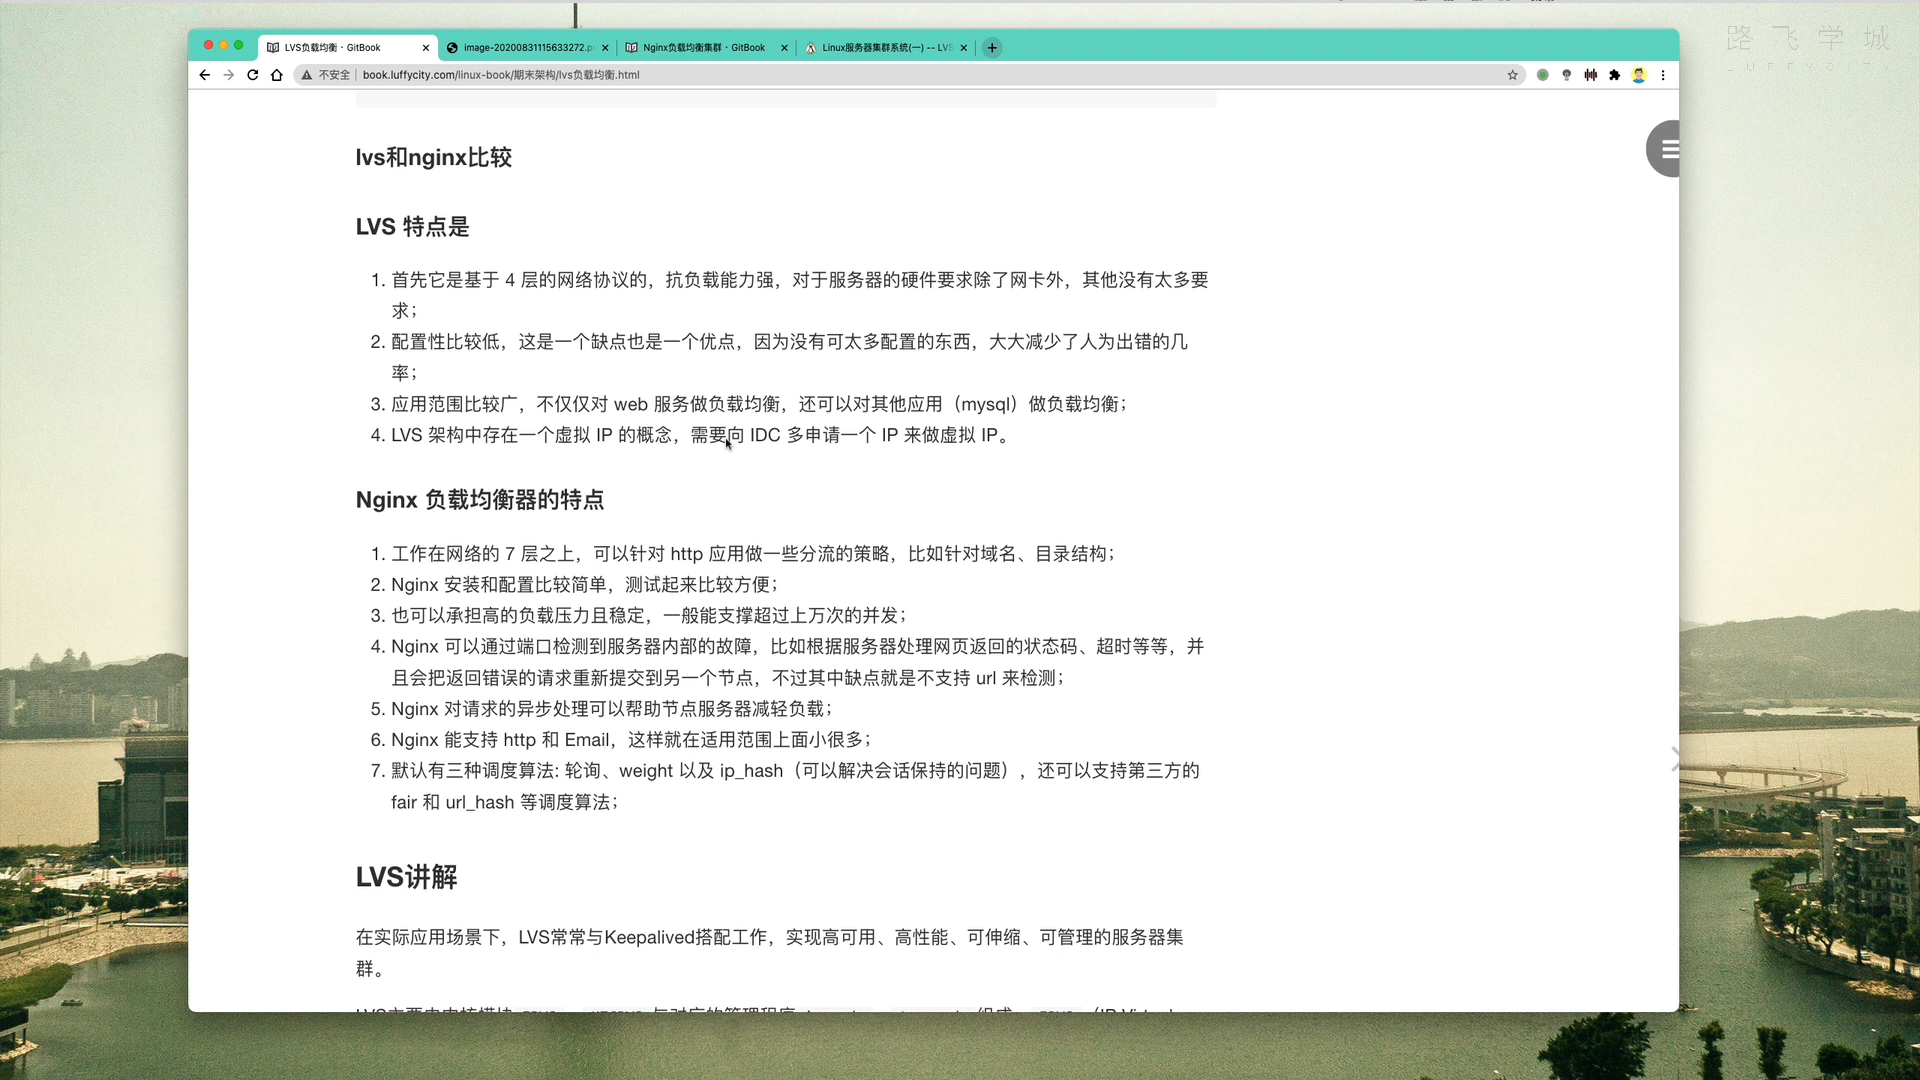 路飞学城
LUFFYCITY
LVS负载均衡 · GitBook
image-20200831115633272.p
Nginx负载均衡集群 · GitBook
Linux服务器集群系统(一) -- LVS
不安全
book.luffycity.com/linux-book/期末架构/lvs负载均衡.html
lvs和nginx比较
LVS 特点是
1. 首先它是基于 4 层的网络协议的，抗负载能力强，对于服务器的硬件要求除了网卡外，其他没有太多要
求；
2. 配置性比较低，这是一个缺点也是一个优点，因为没有可太多配置的东西，大大减少了人为出错的几
率；
3. 应用范围比较广，不仅仅对 web 服务做负载均衡，还可以对其他应用（mysql）做负载均衡；
4. LVS 架构中存在一个虚拟 IP 的概念，需要向 IDC 多申请一个 IP 来做虚拟 IP。
Nginx 负载均衡器的特点
1. 工作在网络的 7 层之上，可以针对 http 应用做一些分流的策略，比如针对域名、目录结构；
2. Nginx 安装和配置比较简单，测试起来比较方便；
3. 也可以承担高的负载压力且稳定，一般能支撑超过上万次的并发；
4. Nginx 可以通过端口检测到服务器内部的故障，比如根据服务器处理网页返回的状态码、超时等等，并
且会把返回错误的请求重新提交到另一个节点，不过其中缺点就是不支持 url 来检测；
5. Nginx 对请求的异步处理可以帮助节点服务器减轻负载；
6. Nginx 能支持 http 和 Email，这样就在适用范围上面小很多；
7. 默认有三种调度算法: 轮询、weight 以及 ip_hash（可以解决会话保持的问题），还可以支持第三方的
fair 和 url_hash 等调度算法；
LVS讲解
在实际应用场景下，LVS常常与Keepalived搭配工作，实现高可用、高性能、可伸缩、可管理的服务器集
群。